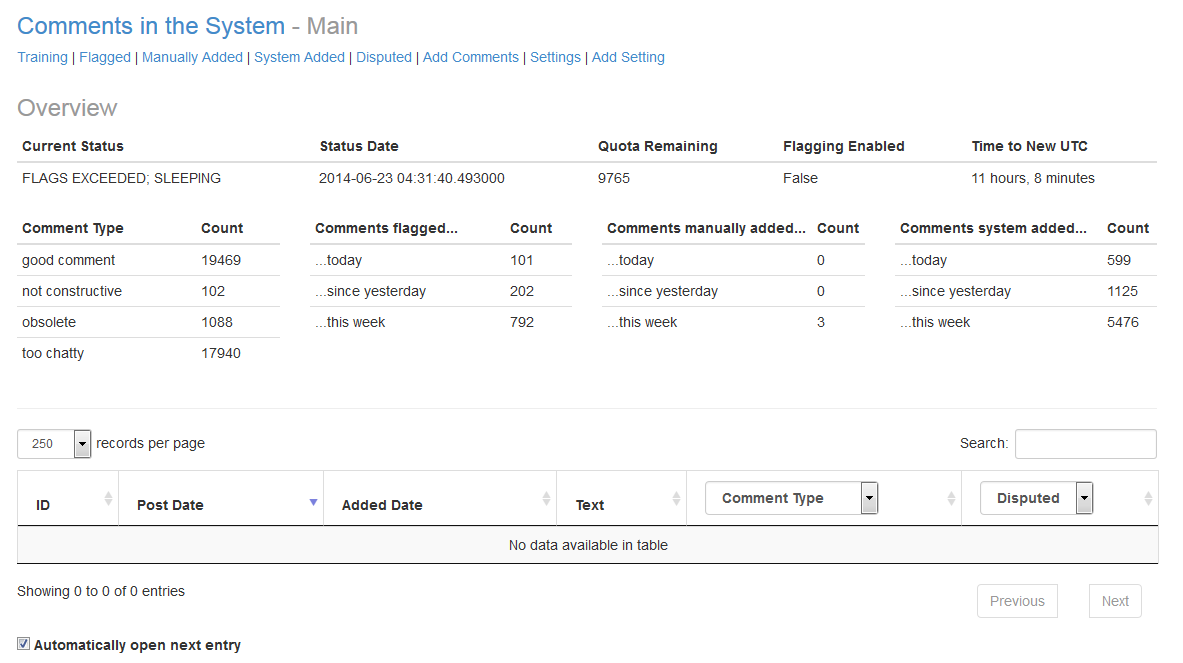 Comments in the System - Main
Training | Flagged | Manually Added | System Added | Disputed | Add Comments | Settings | Add Setting
Overview
Current Status Status Date Quota Remaining Flagging Enabled Time to New UTC
FLAGS EXCEEDED; SLEEPING 2014-06-23 04:31:40.493000 9765 False 11 hours, 8 minutes
Comment Type Count Comments flagged... Count Comments manually added... Count Comments system added... Count
good comment 19469 ...today 101 ...today 0 ...today 599
not constructive 102 ...since yesterday 202 ...since yesterday 0 ...since yesterday 1125
obsolete 1088 ...this week 792 ...this week 3 ...this week 5476
too chatty 17940
250 records per page Search:
ID Post Date Added Date Text Comment Type Disputed
No data available in table
Showing 0 to 0 of 0 entries
Previous Next
Automatically open next entry